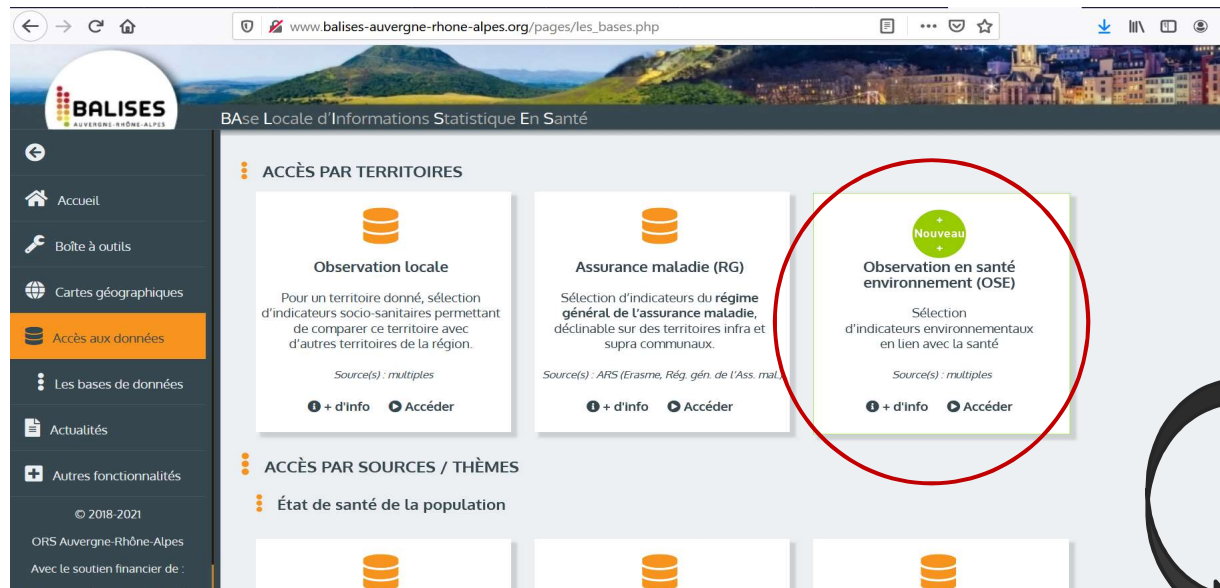 www.balises-auvergne-rhone-alpes.org/pages/les_bases.php
BALISES
AUVERGNE-RHÔNE-ALPES
BAse Locale d'Informations Statistique En Santé
Accueil
Boîte à outils
Cartes géographiques
Accès aux données
Les bases de données
Actualités
Autres fonctionnalités
© 2018-2021
ORS Auvergne-Rhône-Alpes
Avec le soutien financier de :
ACCÈS PAR TERRITOIRES
Observation locale
Pour un territoire donné, sélection
d'indicateurs socio-sanitaires permettant
de comparer ce territoire avec
d'autres territoires de la région.
Source(s) : multiples
+ d'info Accéder
Assurance maladie (RG)
Sélection d'indicateurs du régime
général de l'assurance maladie,
déclinable sur des territoires infra et
supra communaux.
Source(s) : ARS (Erasme, Rég. gén. de l'Ass. mal.)
+ d'info Accéder
+
Nouveau
+
Observation en santé
environnement (OSE)
Sélection
d'indicateurs environnementaux
en lien avec la santé
Source(s) : multiples
+ d'info Accéder
ACCÈS PAR SOURCES / THÈMES
État de santé de la population